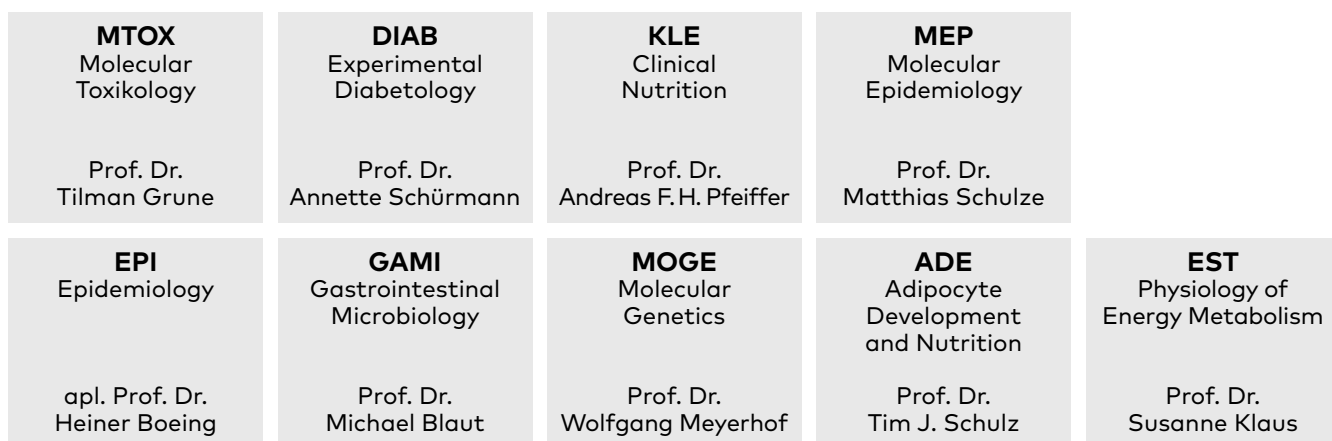 MTOX
Molecular
Toxikology
Prof. Dr.
Tilman Grune
DIAB
Experimental
Diabetology
Prof. Dr.
Annette Schürmann
KLE
Clinical
Nutrition
Prof. Dr.
Andreas F. H. Pfeiffer
MEP
Molecular
Epidemiology
Prof. Dr.
Matthias Schulze
EPI
Epidemiology
apl. Prof. Dr.
Heiner Boeing
GAMI
Gastrointestinal
Microbiology
Prof. Dr.
Michael Blaut
MOGE
Molecular
Genetics
Prof. Dr.
Wolfgang Meyerhof
ADE
Adipocyte
Development
and Nutrition
Prof. Dr.
Tim J. Schulz
EST
Physiology of
Energy Metabolism
Prof. Dr.
Susanne Klaus